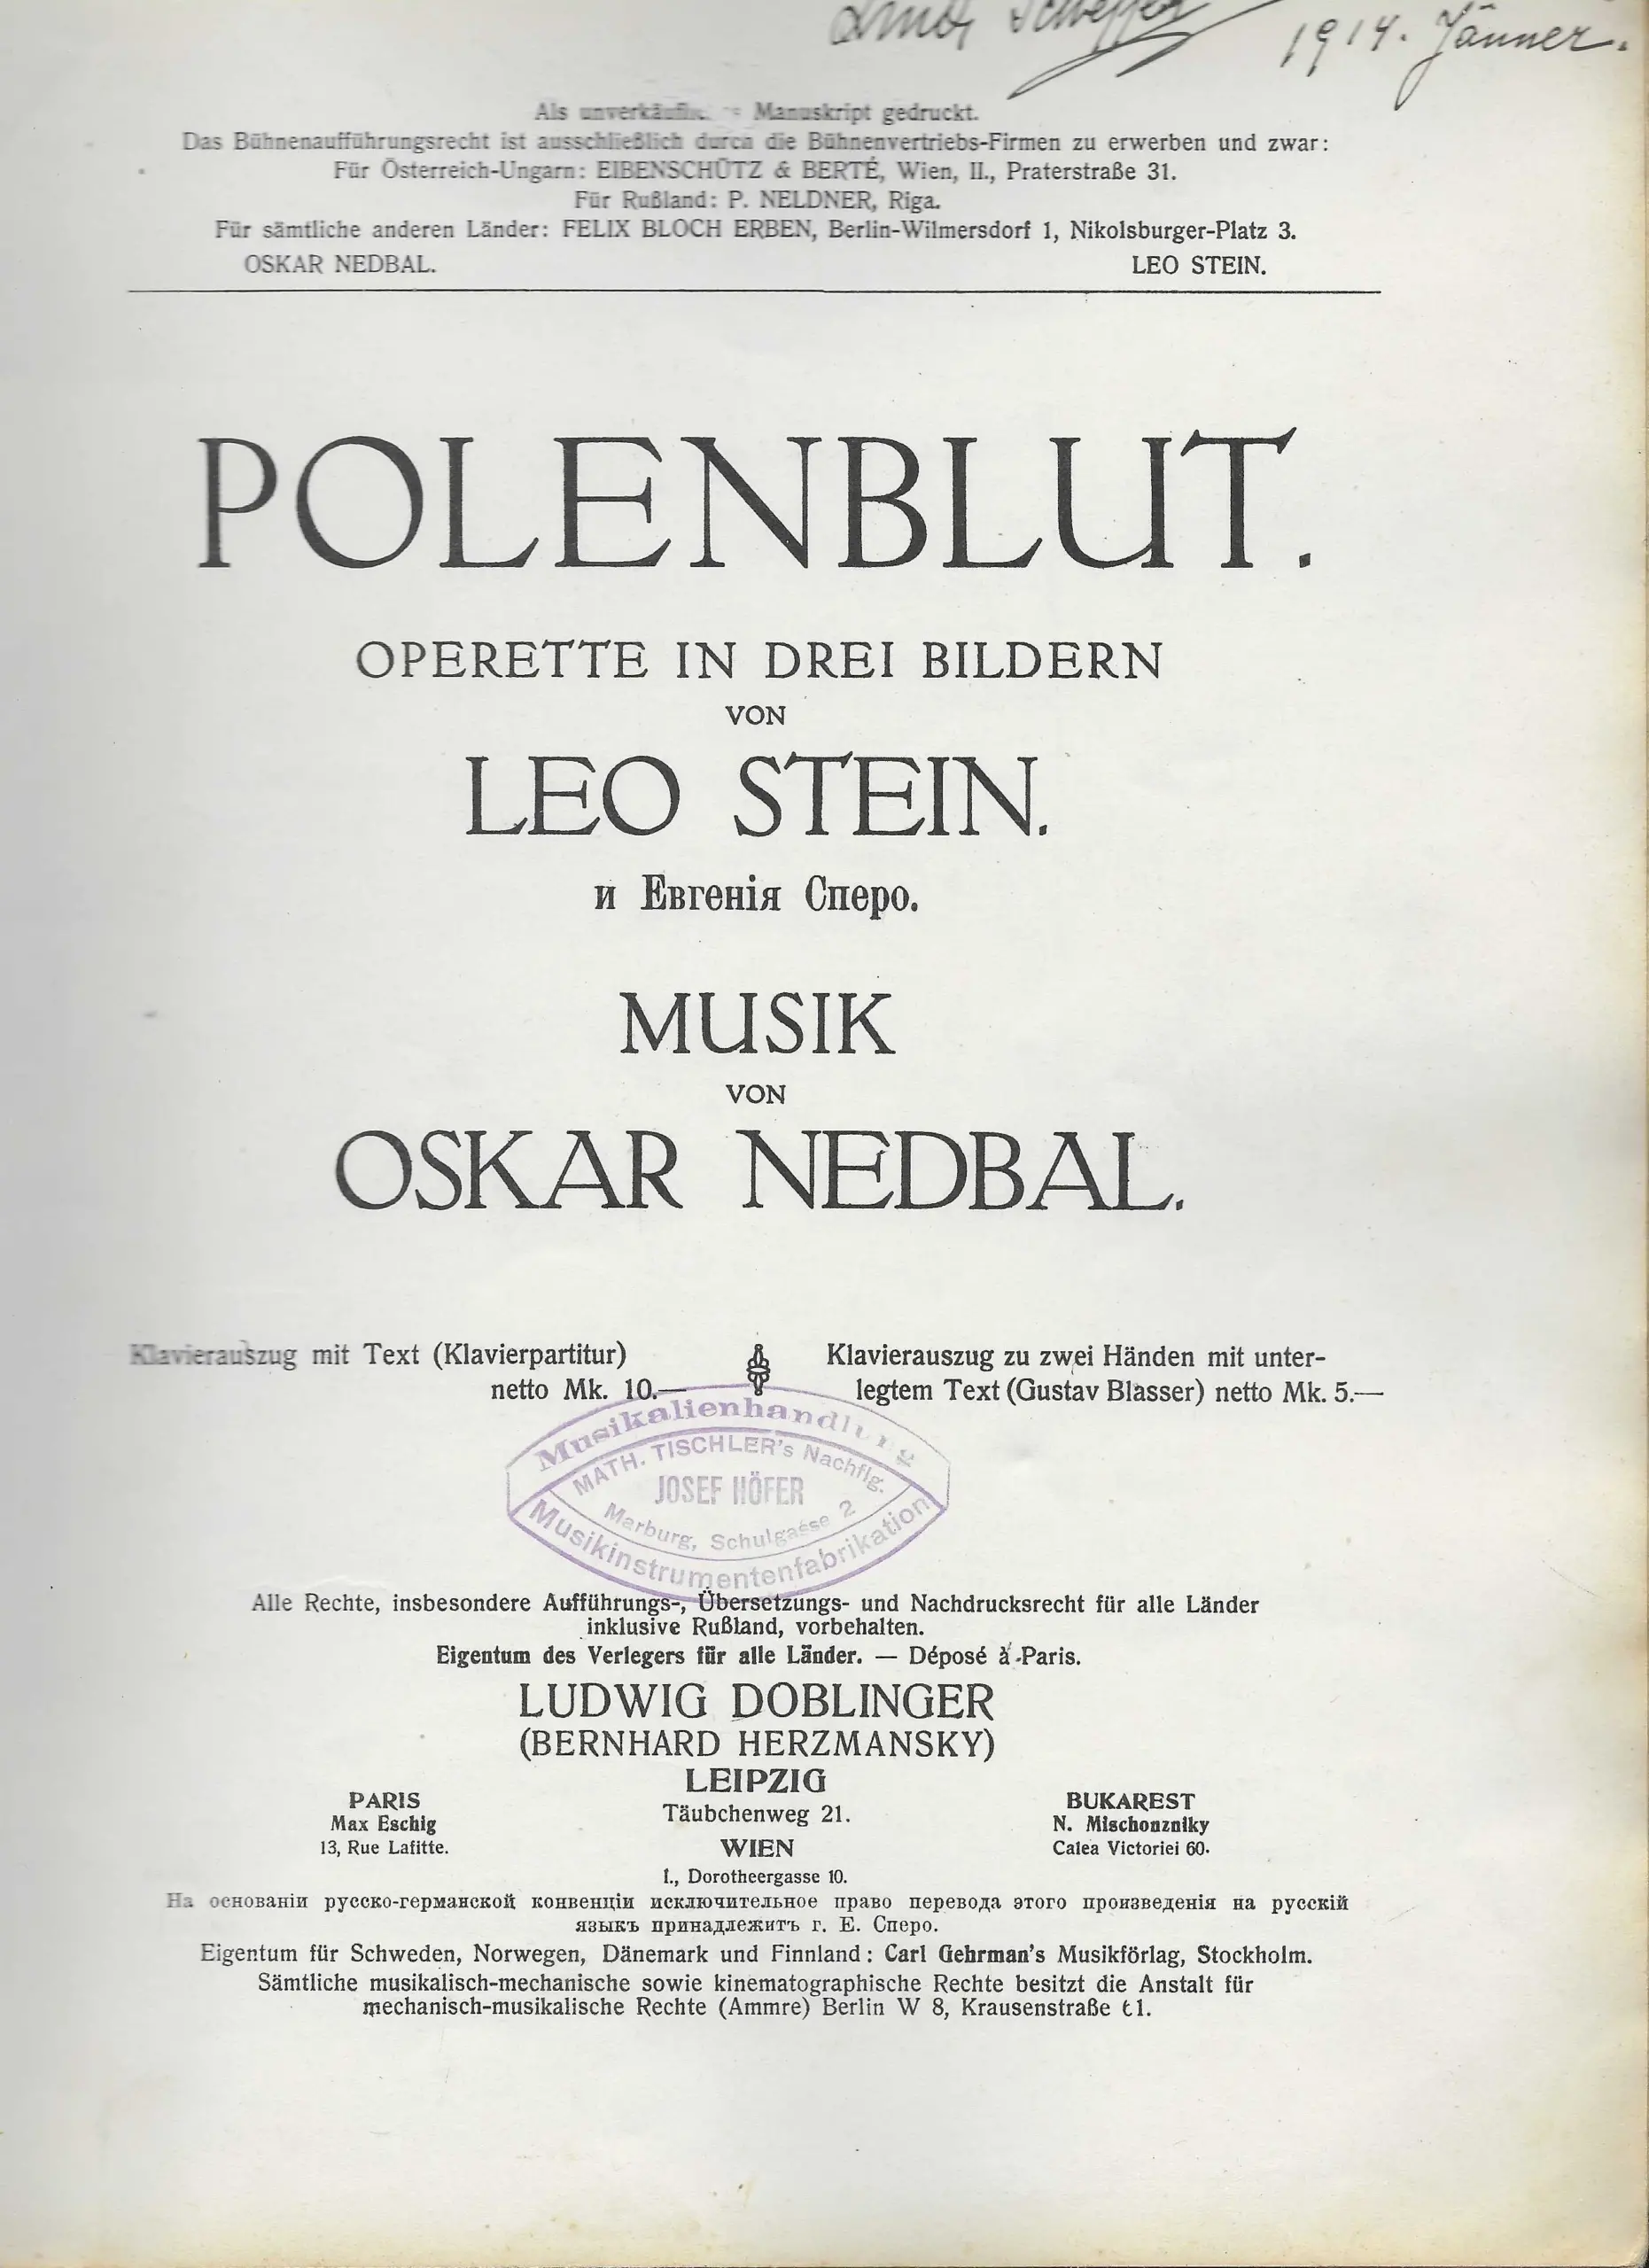 1914. Jänner.
Als Manuskript gedruckt.
Das Bühnenaufführungsrecht ist ausschließlich durch die Bühnenvertriebs-Firmen zu erwerben und zwar:
Für Österreich-Ungarn: EIBENSCHÜTZ & BERTÉ, Wien, II., Praterstraße 31.
Für Rußland: P. NELDNER, Riga.
Für sämtliche anderen Länder: FELIX BLOCH ERBEN, Berlin-Wilmersdorf 1, Nikolsburger-Platz 3.
OSKAR NEDBAL. LEO STEIN.
POLENBLUT.
OPERETTE IN DREI BILDERN
VON
LEO STEIN.
и Евгенія Сперо.
MUSIK
VON
OSKAR NEDBAL.
Klavierauszug mit Text (Klavierpartitur)
netto Mk. 10.—
Klavierauszug zu zwei Händen mit unter-
legtem Text (Gustav Blasser) netto Mk. 5.—
Musikalienhandlung
MATH. TISCHLER's Nachflg.
JOSEF HÖFER
Marburg, Schulgasse 2
Musikinstrumentenfabrikation
Alle Rechte, insbesondere Aufführungs-, Übersetzungs- und Nachdrucksrecht für alle Länder
inklusive Rußland, vorbehalten.
Eigentum des Verlegers für alle Länder. — Déposé à Paris.
LUDWIG DOBLINGER
(BERNHARD HERZMANSKY)
LEIPZIG
Täubchenweg 21.
WIEN
I., Dorotheergasse 10.
PARIS
Max Eschig
13, Rue Lafitte.
BUKAREST
N. Mischonzniky
Calea Victoriei 60.
На основаніи русско-германской конвенціи исключительное право перевода этого произведенія на русскій
языкъ принадлежитъ г. Е. Сперо.
Eigentum für Schweden, Norwegen, Dänemark und Finnland: Carl Gehrman's Musikförlag, Stockholm.
Sämtliche musikalisch-mechanische sowie kinematographische Rechte besitzt die Anstalt für
mechanisch-musikalische Rechte (Ammre) Berlin W 8, Krausenstraße